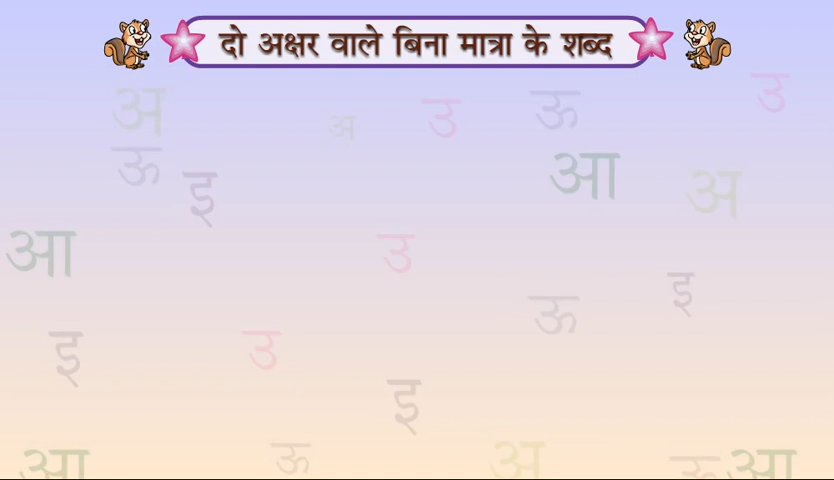 दो अक्षर वाले बिना मात्रा के शब्द
अ अ उ ऊ उ
ऊ इ आ अ
आ उ ऊ इ
इ उ इ
आ ऊ अ ऊ आ